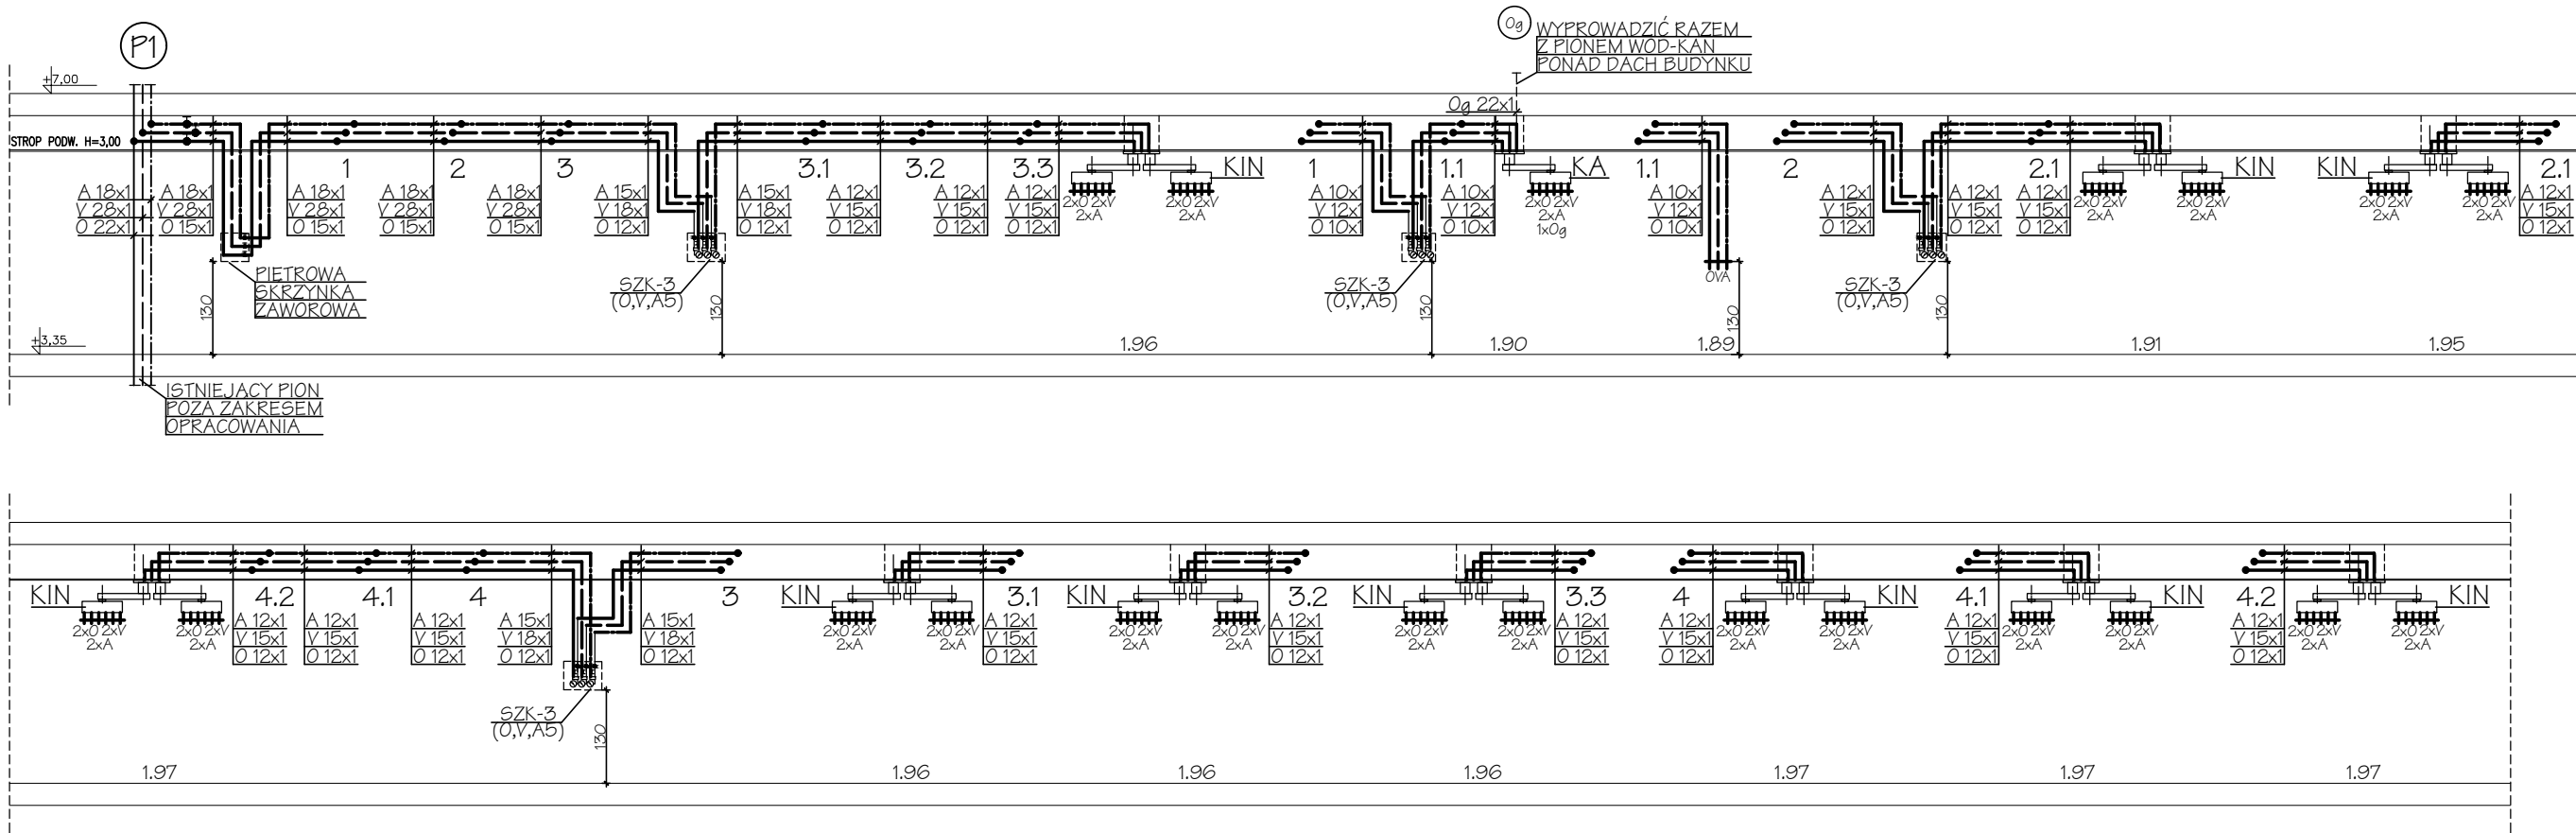 P1
Og
WYPROWADZIĆ RAZEM
Z PIONEM WOD-KAN
PONAD DACH BUDYNKU
+7,00
Og 22x1
STROP PODW. H=3,00
1
2
3
3.1
3.2
3.3
KIN
1
1.1
KA
1.1
2
2.1
KIN
KIN
2.1
A 18x1
V 28x1
O 22x1
A 18x1
V 28x1
O 15x1
A 18x1
V 28x1
O 15x1
A 18x1
V 28x1
O 15x1
A 18x1
V 28x1
O 15x1
A 15x1
V 18x1
O 12x1
A 15x1
V 18x1
O 12x1
A 12x1
V 15x1
O 12x1
A 12x1
V 15x1
O 12x1
A 12x1
V 15x1
O 12x1
2xO 2xV
2xA
2xO 2xV
2xA
A 10x1
V 12x1
O 10x1
A 10x1
V 12x1
O 10x1
2xO 2xV
2xA
1xOg
A 10x1
V 12x1
O 10x1
OVA
A 12x1
V 15x1
O 12x1
A 12x1
V 15x1
O 12x1
A 12x1
V 15x1
O 12x1
2xO 2xV
2xA
2xO 2xV
2xA
2xO 2xV
2xA
2xO 2xV
2xA
A 12x1
V 15x1
O 12x1
PIETROWA
SKRZYNKA
ZAWOROWA
SZK-3
(O,V,A5)
SZK-3
(O,V,A5)
SZK-3
(O,V,A5)
130
130
130
130
130
+3,35
1.96
1.90
1.89
1.91
1.95
ISTNIEJACY PION
POZA ZAKRESEM
OPRACOWANIA
KIN
4.2
4.1
4
3
KIN
3.1
KIN
3.2
KIN
3.3
4
KIN
4.1
KIN
4.2
KIN
2xO 2xV
2xA
2xO 2xV
2xA
A 12x1
V 15x1
O 12x1
A 12x1
V 15x1
O 12x1
A 12x1
V 15x1
O 12x1
A 15x1
V 18x1
O 12x1
A 15x1
V 18x1
O 12x1
2xO 2xV
2xA
2xO 2xV
2xA
A 12x1
V 15x1
O 12x1
2xO 2xV
2xA
2xO 2xV
2xA
A 12x1
V 15x1
O 12x1
2xO 2xV
2xA
2xO 2xV
2xA
A 12x1
V 15x1
O 12x1
A 12x1
V 15x1
O 12x1
2xO 2xV
2xA
2xO 2xV
2xA
A 12x1
V 15x1
O 12x1
2xO 2xV
2xA
2xO 2xV
2xA
A 12x1
V 15x1
O 12x1
2xO 2xV
2xA
2xO 2xV
2xA
SZK-3
(O,V,A5)
130
1.97
1.96
1.96
1.96
1.97
1.97
1.97